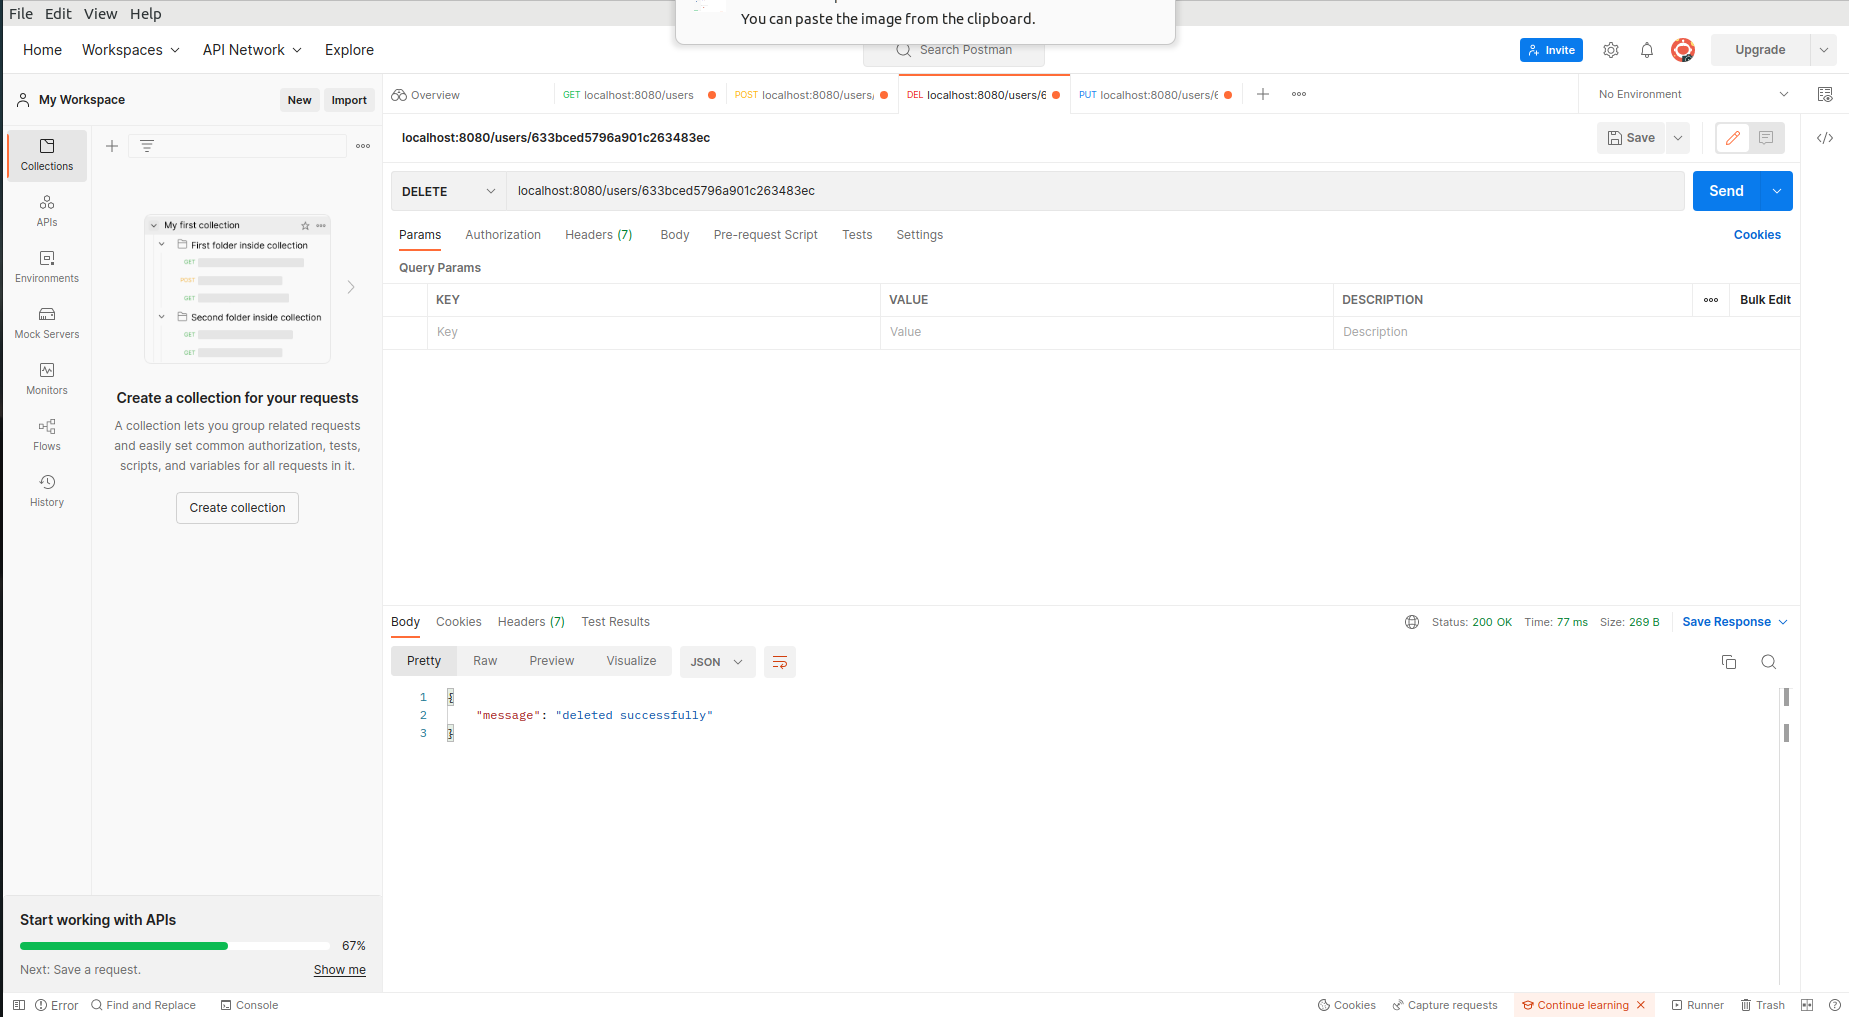 File Edit View Help
You can paste the image from the clipboard.
Home Workspaces API Network Explore
Search Postman
Invite
Upgrade
My Workspace
New Import
Overview
GET localhost:8080/users
POST localhost:8080/users/
DEL localhost:8080/users/6
PUT localhost:8080/users/6
No Environment
Collections
APIs
Environments
Mock Servers
Monitors
Flows
History
My first collection
First folder inside collection
GET
POST
GET
Second folder inside collection
GET
GET
Create a collection for your requests
A collection lets you group related requests
and easily set common authorization, tests,
scripts, and variables for all requests in it.
Create collection
Start working with APIs
67%
Next: Save a request. Show me
localhost:8080/users/633bced5796a901c263483ec
Save
DELETE localhost:8080/users/633bced5796a901c263483ec Send
Params Authorization Headers (7) Body Pre-request Script Tests Settings Cookies
Query Params
KEY VALUE DESCRIPTION Bulk Edit
Key Value Description
Body Cookies Headers (7) Test Results Status: 200 OK Time: 77 ms Size: 269 B Save Response
Pretty Raw Preview Visualize JSON
1 {
2 "message": "deleted successfully"
3 }
Error Find and Replace Console Cookies Capture requests Continue learning Runner Trash